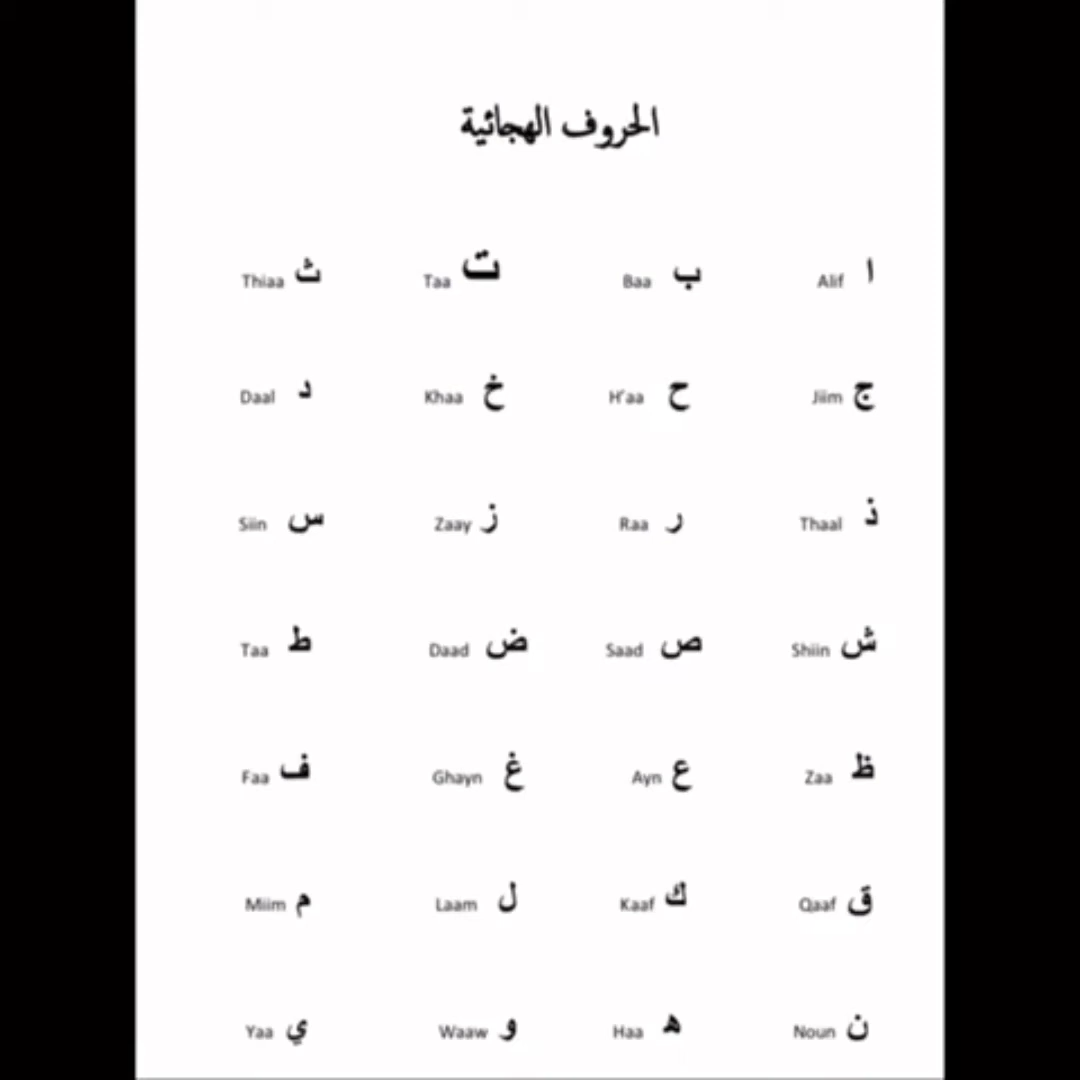 الحروف الهجائية
ا Alif ب Baa ت Taa ث Thiaa
ج Jiim ح H'aa خ Khaa د Daal
ذ Thaal ر Raa ز Zaay س Siin
ش Shiin ص Saad ض Daad ط Taa
ظ Zaa ع Ayn غ Ghayn ف Faa
ق Qaaf ك Kaaf ل Laam م Miim
ن Noun ه Haa و Waaw ي Yaa